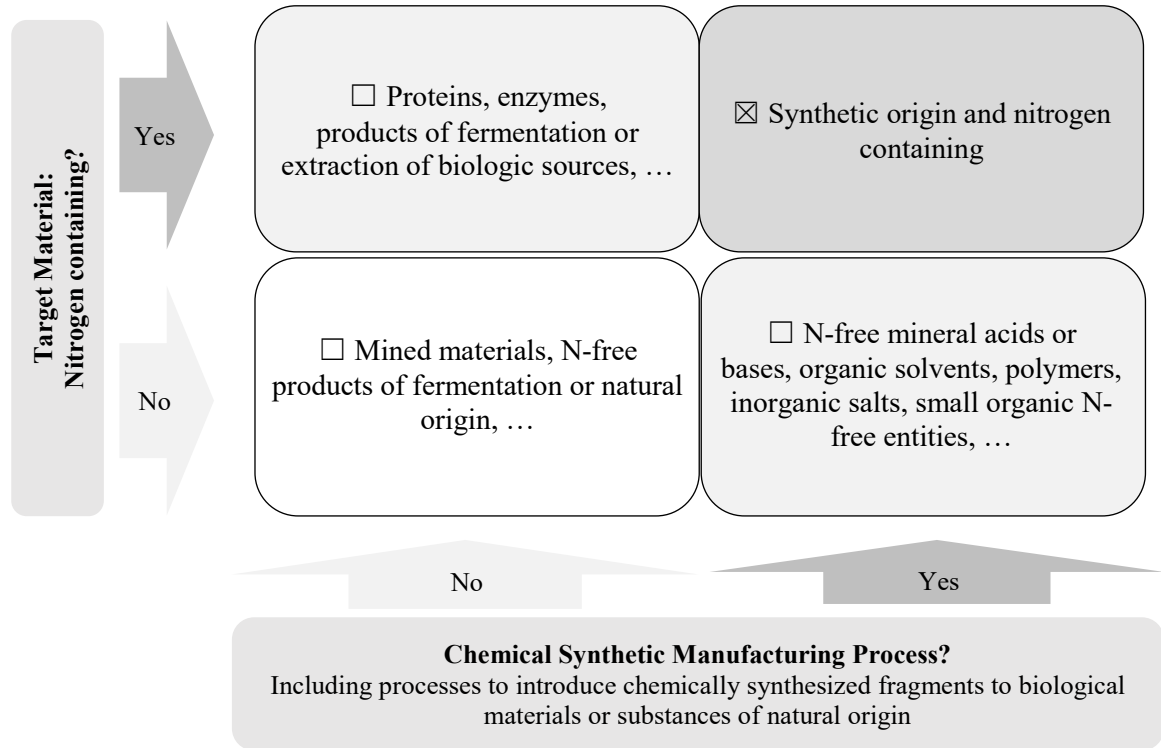 Target Material:
Nitrogen containing?
Yes
☐ Proteins, enzymes,
products of fermentation or
extraction of biologic sources, …
☒ Synthetic origin and nitrogen
containing
No
☐ Mined materials, N-free
products of fermentation or natural
origin, …
☐ N-free mineral acids or
bases, organic solvents, polymers,
inorganic salts, small organic N-
free entities, …
No
Yes
Chemical Synthetic Manufacturing Process?
Including processes to introduce chemically synthesized fragments to biological
materials or substances of natural origin